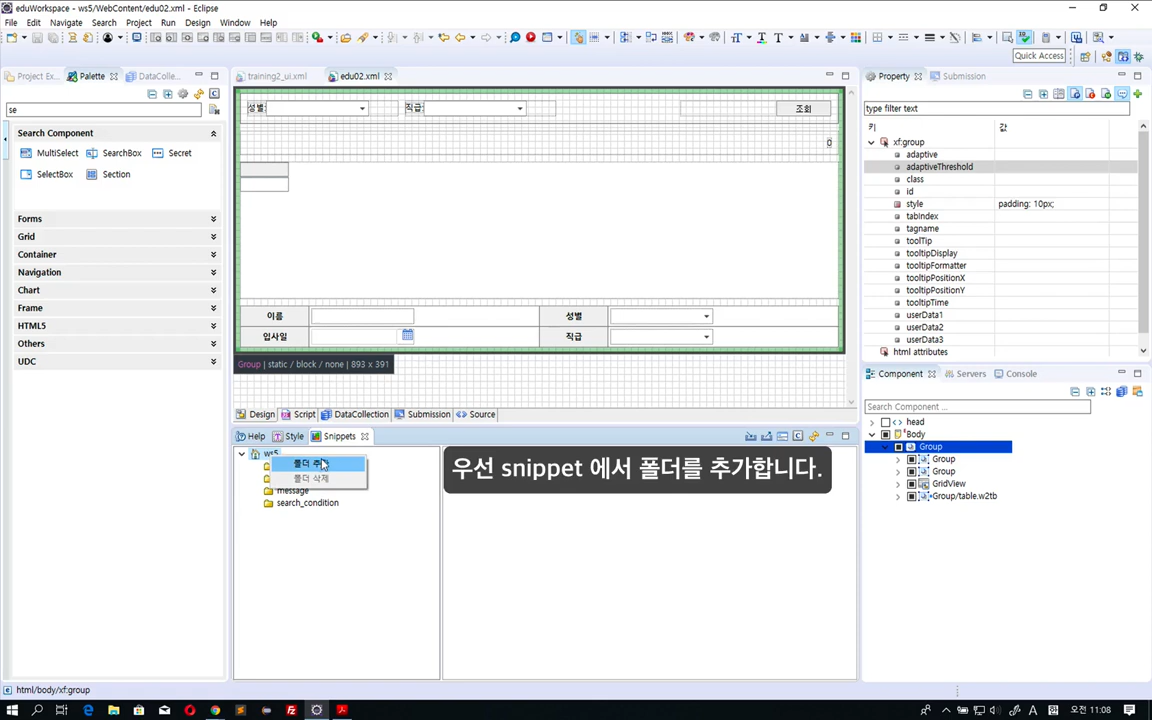 eduWorkspace - ws5/WebContent/edu02.xml - Eclipse
File Edit Navigate Search Project Run Design Window Help
Quick Access
Project Ex... Palette DataCollec...
training2_ui.xml edu02.xml
Property Submission
se
type filter text
Search Component
MultiSelect SearchBox Secret
SelectBox Section
Forms
Grid
Container
Navigation
Chart
Frame
HTML5
Others
UDC
성별 직급 조회
0
이름 성별
입사일 직급
Group | static / block / none | 893 x 391
Design Script DataCollection Submission Source
키 값
xf:group
adaptive
adaptiveThreshold
class
id
style padding: 10px;
tabIndex
tagname
toolTip
tooltipDisplay
tooltipFormatter
tooltipPositionX
tooltipPositionY
tooltipTime
userData1
userData2
userData3
html attributes
Component Servers Console
Search Component ...
head
Body
Group
Group
Group
GridView
Group/table.w2tb
Help Style Snippets
ws5
폴더 삭제
message
search_condition
우선 snippet 에서 폴더를 추가합니다.
html/body/xf:group
오전 11:08